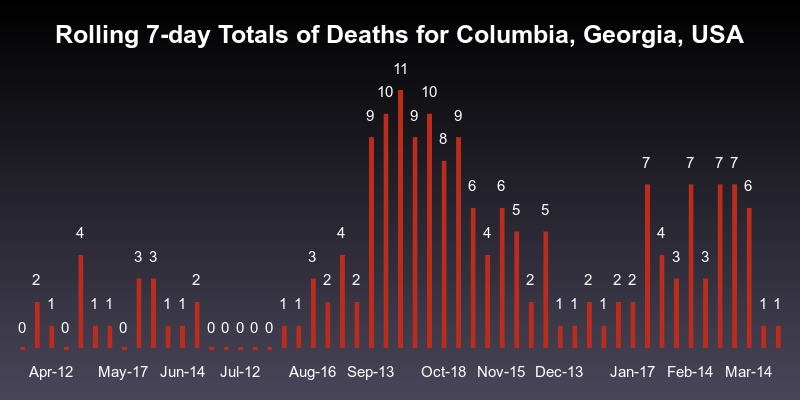 Rolling 7-day Totals of Deaths for Columbia, Georgia, USA
0 2 1 0 4 1 1 0 3 3 1 1 2 0 0 0 0 0 1 1 3 2 4 2 9 10 11 9 10 8 9 6 4 6 5 2 5 1 1 2 1 2 2 7 4 3 7 3 7 7 6 1 1
Apr-12 May-17 Jun-14 Jul-12 Aug-16 Sep-13 Oct-18 Nov-15 Dec-13 Jan-17 Feb-14 Mar-14